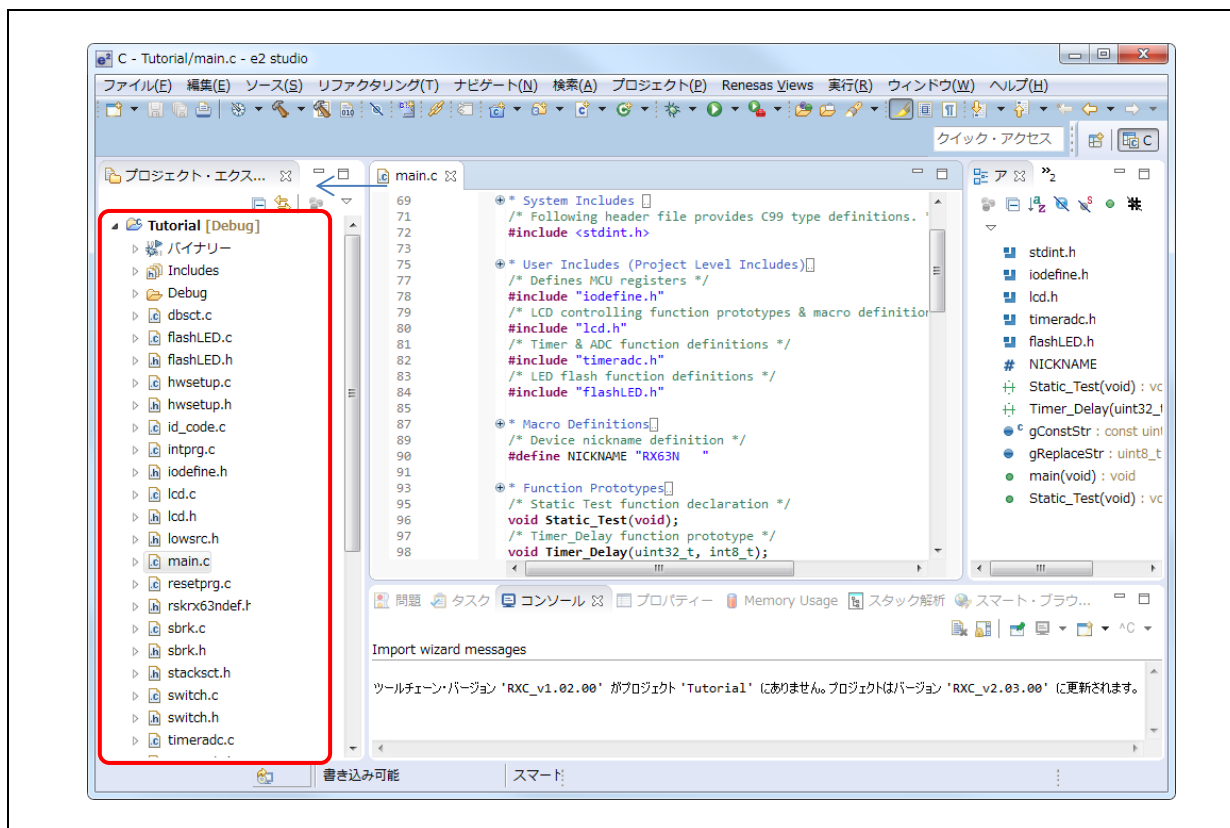 C - Tutorial/main.c - e2 studio
ファイル(F) 編集(E) ソース(S) リファクタリング(T) ナビゲート(N) 検索(A) プロジェクト(P) Renesas Views 実行(R) ウィンドウ(W) ヘルプ(H)
クイック・アクセス
C
プロジェクト・エクス...
Tutorial [Debug]
バイナリー
Includes
Debug
dbsct.c
flashLED.c
flashLED.h
hwsetup.c
hwsetup.h
id_code.c
intprg.c
iodefine.h
lcd.c
lcd.h
lowsrc.h
main.c
resetprg.c
rskrx63ndef.h
sbrk.c
sbrk.h
stacksct.h
switch.c
switch.h
timeradc.c
main.c
69 * System Includes
71 /* Following header file provides C99 type definitions.
72 #include <stdint.h>
73
75 * User Includes (Project Level Includes)
77 /* Defines MCU registers */
78 #include "iodefine.h"
79 /* LCD controlling function prototypes & macro definition
80 #include "lcd.h"
81 /* Timer & ADC function definitions */
82 #include "timeradc.h"
83 /* LED flash function definitions */
84 #include "flashLED.h"
85
87 * Macro Definitions
89 /* Device nickname definition */
90 #define NICKNAME "RX63N   "
91
93 * Function Prototypes
95 /* Static Test function declaration */
96 void Static_Test(void);
97 /* Timer_Delay function prototype */
98 void Timer_Delay(uint32_t, int8_t);
ア »2
stdint.h
iodefine.h
lcd.h
timeradc.h
flashLED.h
# NICKNAME
Static_Test(void) : vo
Timer_Delay(uint32_t
gConstStr : const uint
gReplaceStr : uint8_t
main(void) : void
Static_Test(void) : vo
問題 タスク コンソール プロパティー Memory Usage スタック解析 スマート・ブラウ...
Import wizard messages
ツールチェーン・バージョン 'RXC_v1.02.00' がプロジェクト 'Tutorial' にありません。プロジェクトはバージョン 'RXC_v2.03.00' に更新されます。
書き込み可能 スマート